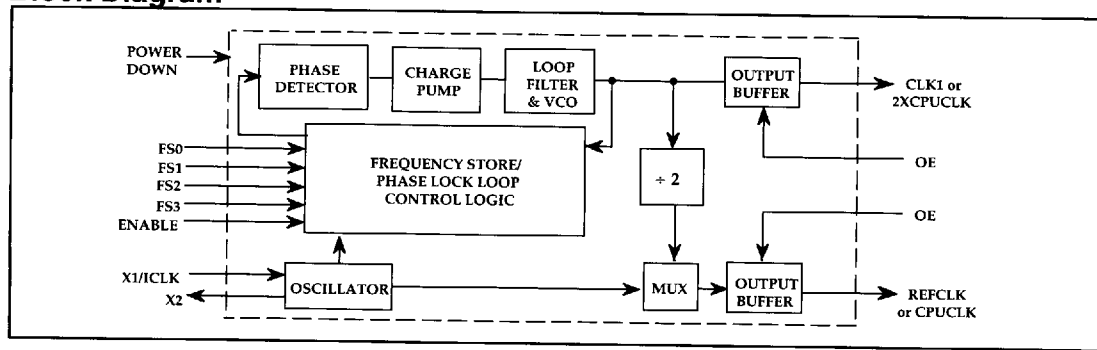 Block Diagram
POWER
DOWN
PHASE
DETECTOR
CHARGE
PUMP
LOOP
FILTER
& VCO
OUTPUT
BUFFER
CLK1 or
2XCPUCLK
FS0
FS1
FS2
FS3
ENABLE
FREQUENCY STORE/
PHASE LOCK LOOP
CONTROL LOGIC
÷ 2
OE
OE
X1/ICLK
X2
OSCILLATOR
MUX
OUTPUT
BUFFER
REFCLK
or CPUCLK